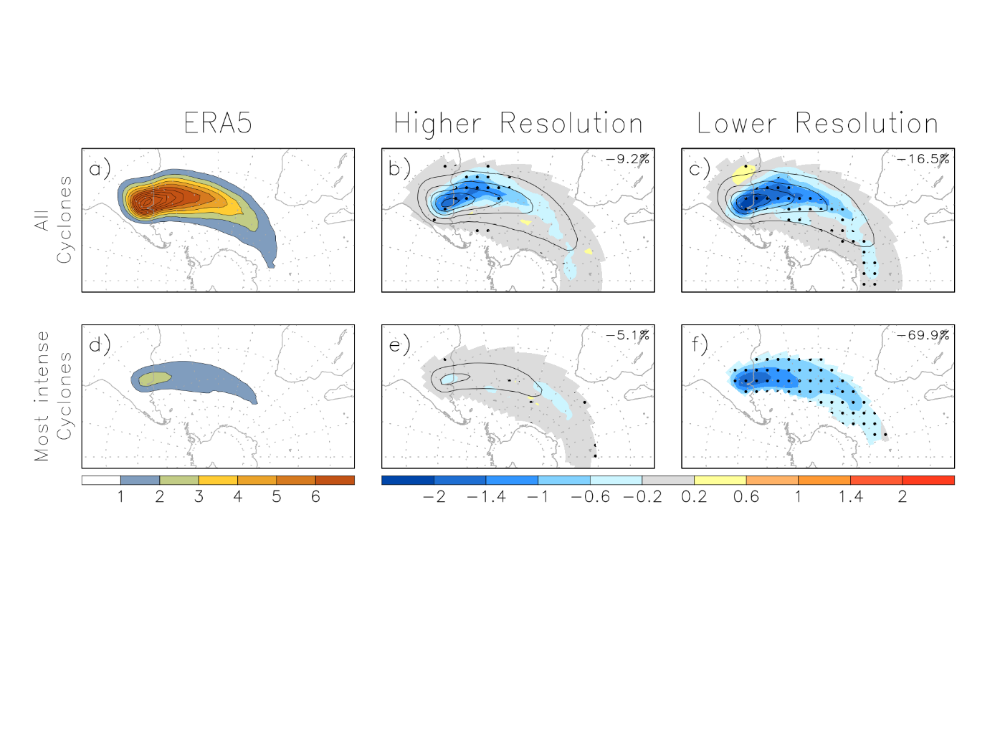 ERA5
Higher Resolution
Lower Resolution
All
Cyclones
a)
b)
−9.2%
c)
−16.5%
Most intense
Cyclones
d)
e)
−5.1%
f)
−69.9%
1 2 3 4 5 6
−2 −1.4 −1 −0.6 −0.2 0.2 0.6 1 1.4 2